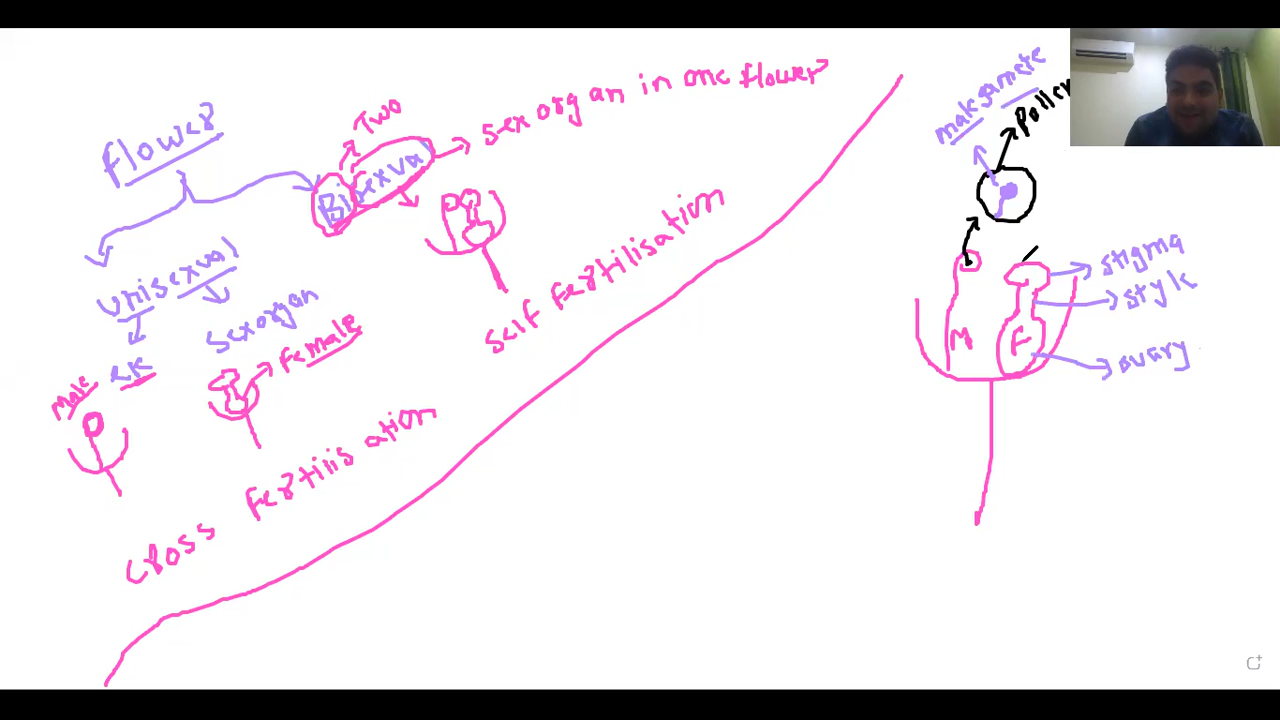 flower
Bisexual
Two
sex organ in one flower
unisexual
ek
sex organ
Male
Female
self fertilisation
cross fertilisation
male gamete
pollen
M
F
stigma
style
ovary